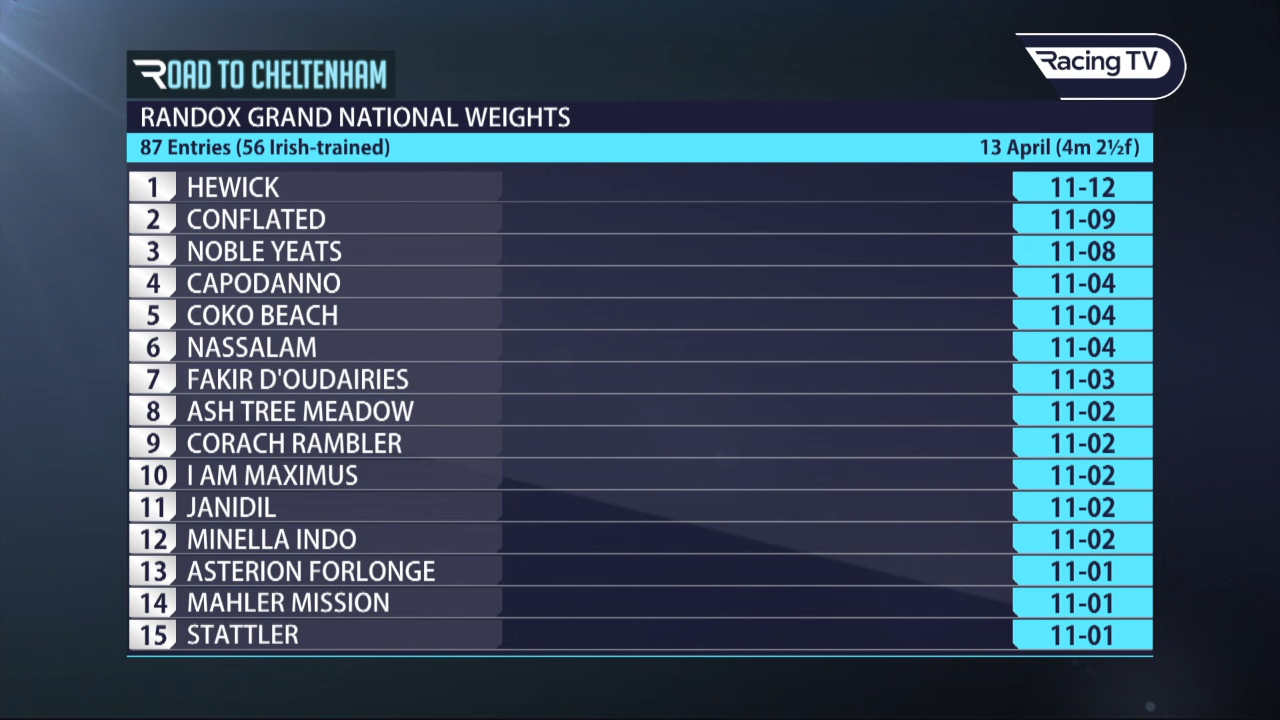 ROAD TO CHELTENHAM
Racing TV
RANDOX GRAND NATIONAL WEIGHTS
87 Entries (56 Irish-trained) 13 April (4m 2½f)
1 HEWICK 11-12
2 CONFLATED 11-09
3 NOBLE YEATS 11-08
4 CAPODANNO 11-04
5 COKO BEACH 11-04
6 NASSALAM 11-04
7 FAKIR D'OUDAIRIES 11-03
8 ASH TREE MEADOW 11-02
9 CORACH RAMBLER 11-02
10 I AM MAXIMUS 11-02
11 JANIDIL 11-02
12 MINELLA INDO 11-02
13 ASTERION FORLONGE 11-01
14 MAHLER MISSION 11-01
15 STATTLER 11-01